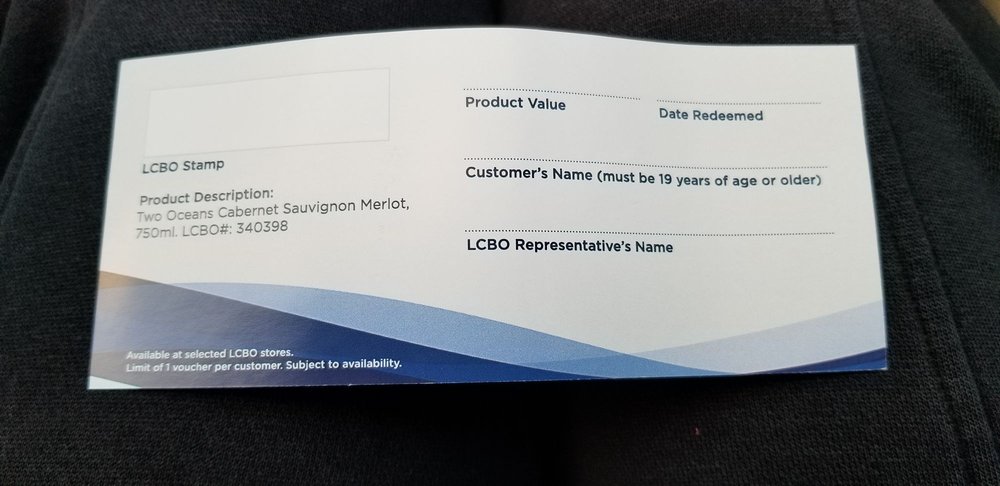 LCBO Stamp
Product Description:
Two Oceans Cabernet Sauvignon Merlot,
750ml. LCBO#: 340398
Product Value
Date Redeemed
Customer's Name (must be 19 years of age or older)
LCBO Representative's Name
Available at selected LCBO stores.
Limit of 1 voucher per customer. Subject to availability.